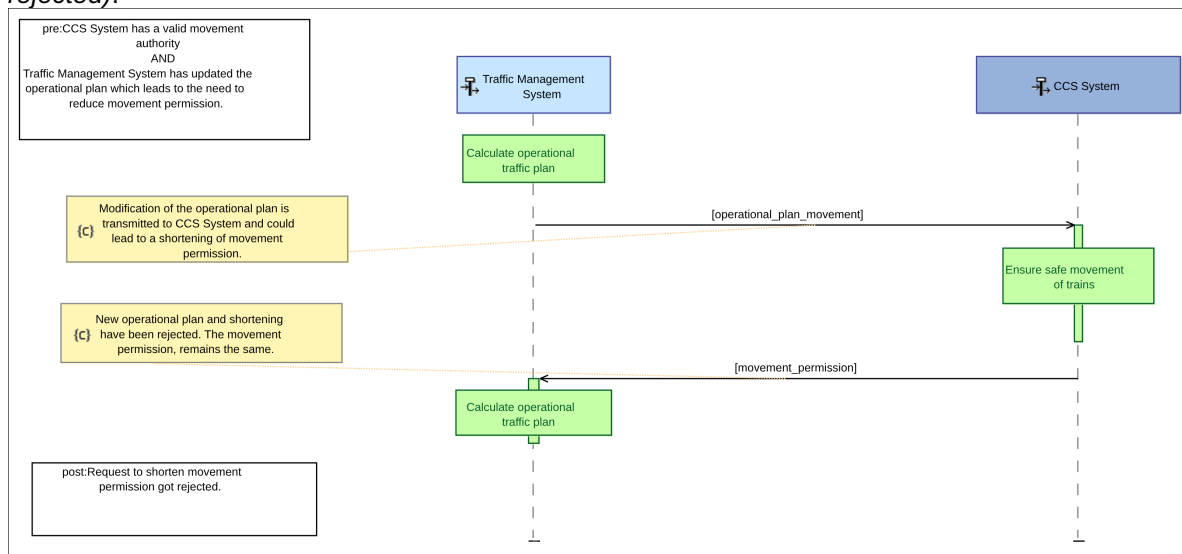 rejected).
pre:CCS System has a valid movement
authority
AND
Traffic Management System has updated the
operational plan which leads to the need to
reduce movement permission.
Traffic Management
System
CCS System
Calculate operational
traffic plan
{C}
Modification of the operational plan is
transmitted to CCS System and could
lead to a shortening of movement
permission.
[operational_plan_movement]
Ensure safe movement
of trains
{C}
New operational plan and shortening
have been rejected. The movement
permission, remains the same.
[movement_permission]
Calculate operational
traffic plan
post:Request to shorten movement
permission got rejected.